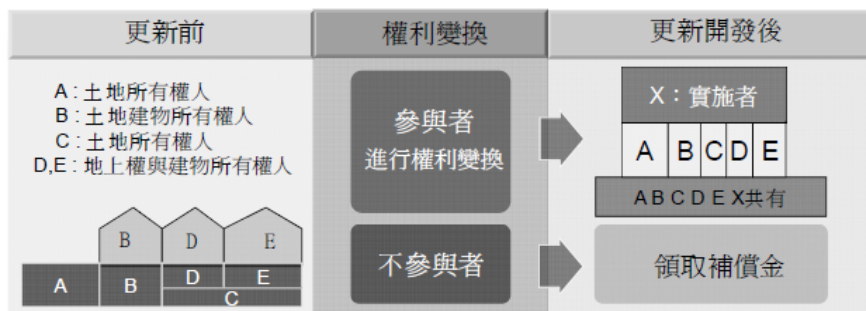 更新前
權利變換
更新開發後
A：土地所有權人
B：土地建物所有權人
C：土地所有權人
D,E：地上權與建物所有權人
B
D
E
A
B
D
E
C
參與者
進行權利變換
不參與者
X：實施者
A
B
C
D
E
A B C D E X共有
領取補償金